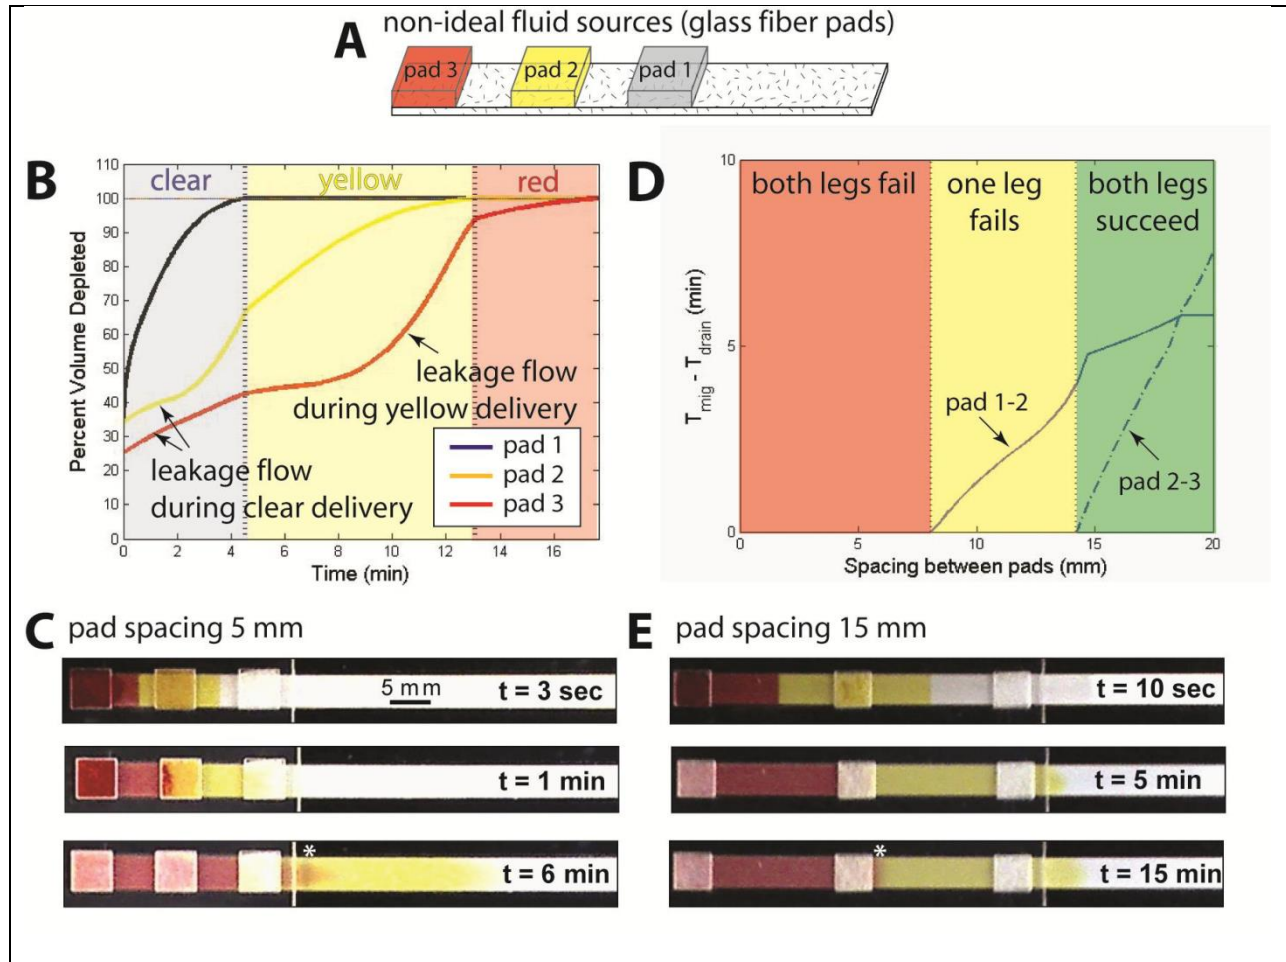 A
non-ideal fluid sources (glass fiber pads)
pad 3
pad 2
pad 1
B
clear
yellow
red
Percent Volume Depleted
110
100
90
80
70
60
50
40
30
20
10
0
leakage flow
during clear delivery
leakage flow
during yellow delivery
pad 1
pad 2
pad 3
0
2
4
6
8
10
12
14
16
Time (min)
D
both legs fail
one leg
fails
both legs
succeed
Tmig - Tdrain (min)
10
5
0
pad 1-2
pad 2-3
0
5
10
15
20
Spacing between pads (mm)
C
pad spacing 5 mm
5 mm
t = 3 sec
t = 1 min
*
t = 6 min
E
pad spacing 15 mm
t = 10 sec
t = 5 min
*
t = 15 min